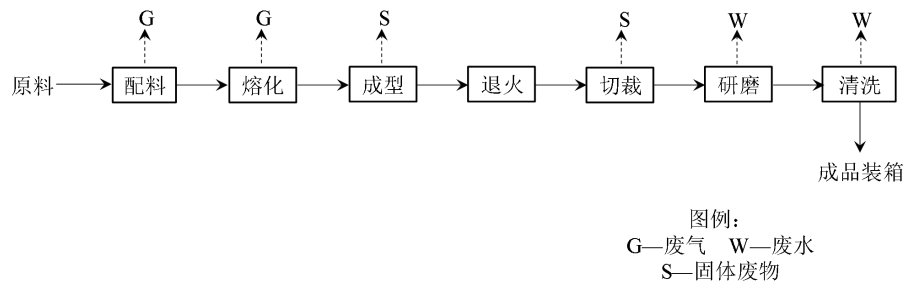 G G S S W W
原料 配料 熔化 成型 退火 切裁 研磨 清洗
成品装箱
图例：
G—废气 W—废水
S—固体废物